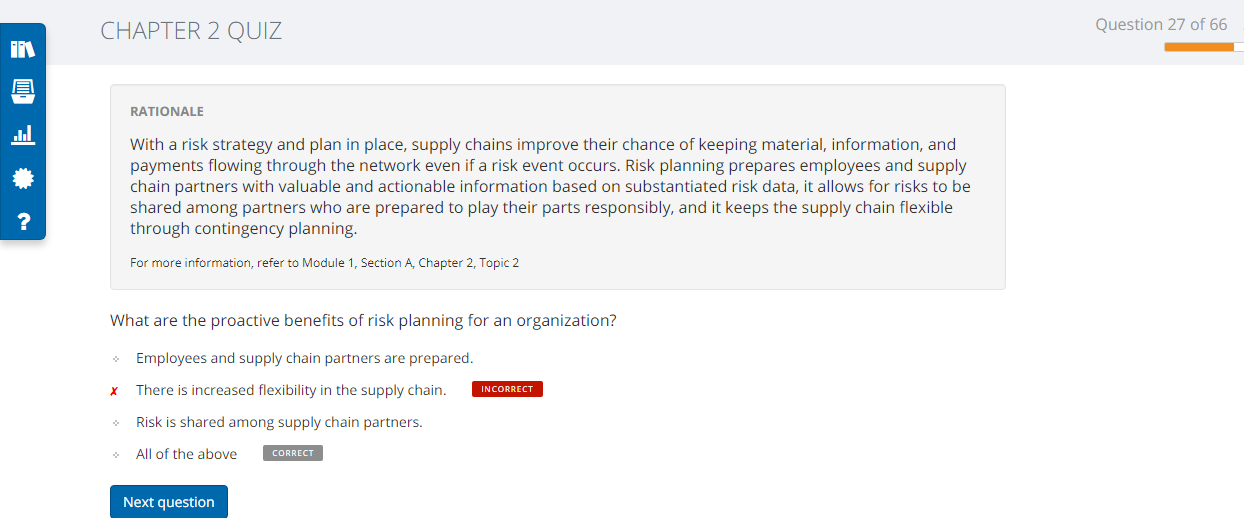 CHAPTER 2 QUIZ
Question 27 of 66
RATIONALE
With a risk strategy and plan in place, supply chains improve their chance of keeping material, information, and
payments flowing through the network even if a risk event occurs. Risk planning prepares employees and supply
chain partners with valuable and actionable information based on substantiated risk data, it allows for risks to be
shared among partners who are prepared to play their parts responsibly, and it keeps the supply chain flexible
through contingency planning.
For more information, refer to Module 1, Section A, Chapter 2, Topic 2
What are the proactive benefits of risk planning for an organization?
Employees and supply chain partners are prepared.
✗ There is increased flexibility in the supply chain. INCORRECT
Risk is shared among supply chain partners.
All of the above CORRECT
Next question
?